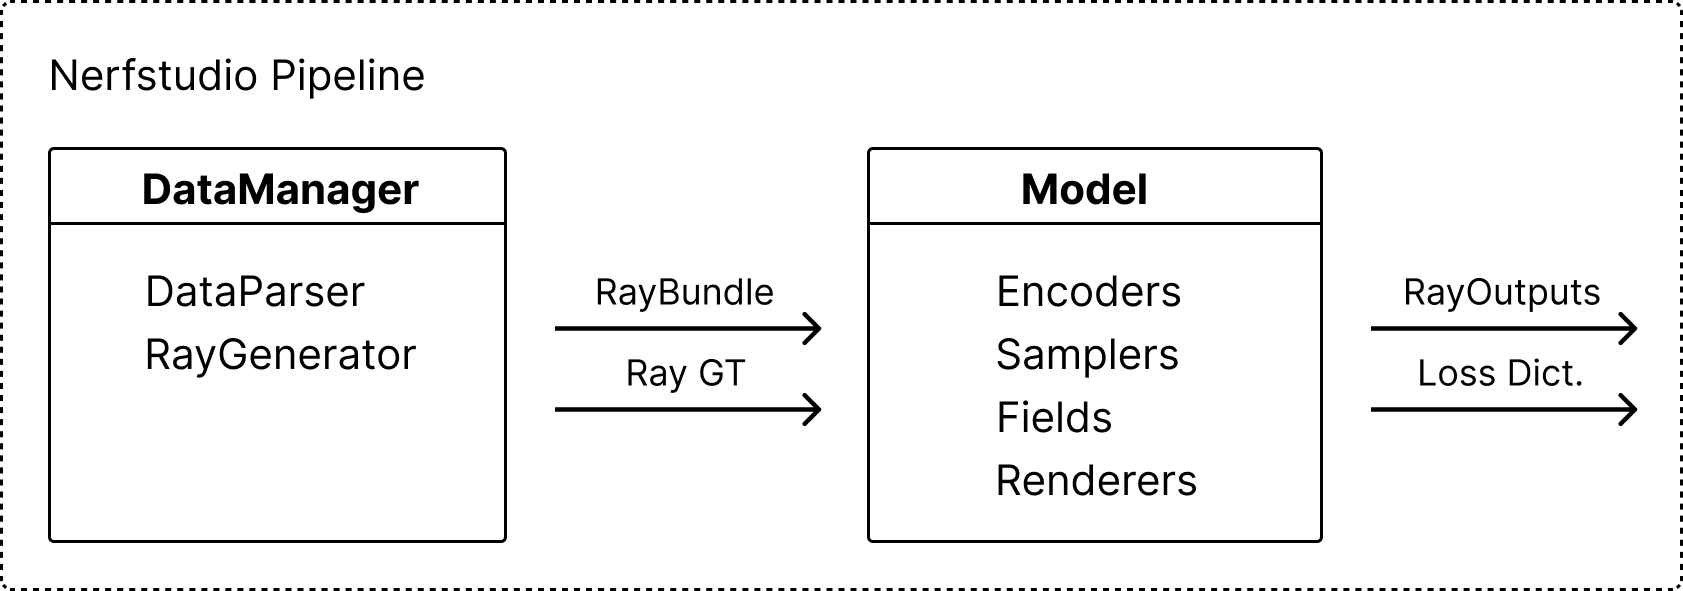 Nerfstudio Pipeline
DataManager
DataParser
RayGenerator
RayBundle
Ray GT
Model
Encoders
Samplers
Fields
Renderers
RayOutputs
Loss Dict.